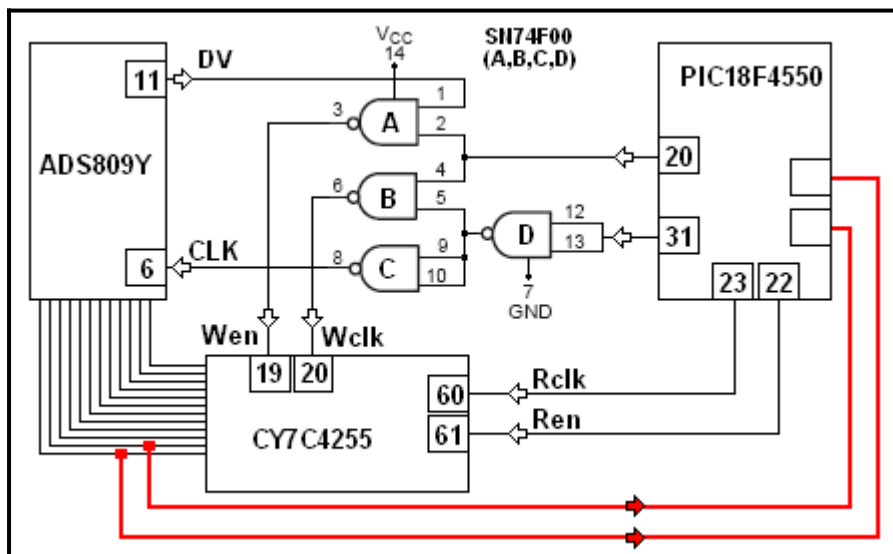 DV
VCC
14
SN74F00
(A,B,C,D)
PIC18F4550
11
ADS809Y
3
A
1
2
20
6
B
4
5
D
12
13
31
6
CLK
8
C
9
10
7
GND
23
22
Wen
Wclk
19
20
60
Rclk
61
Ren
CY7C4255